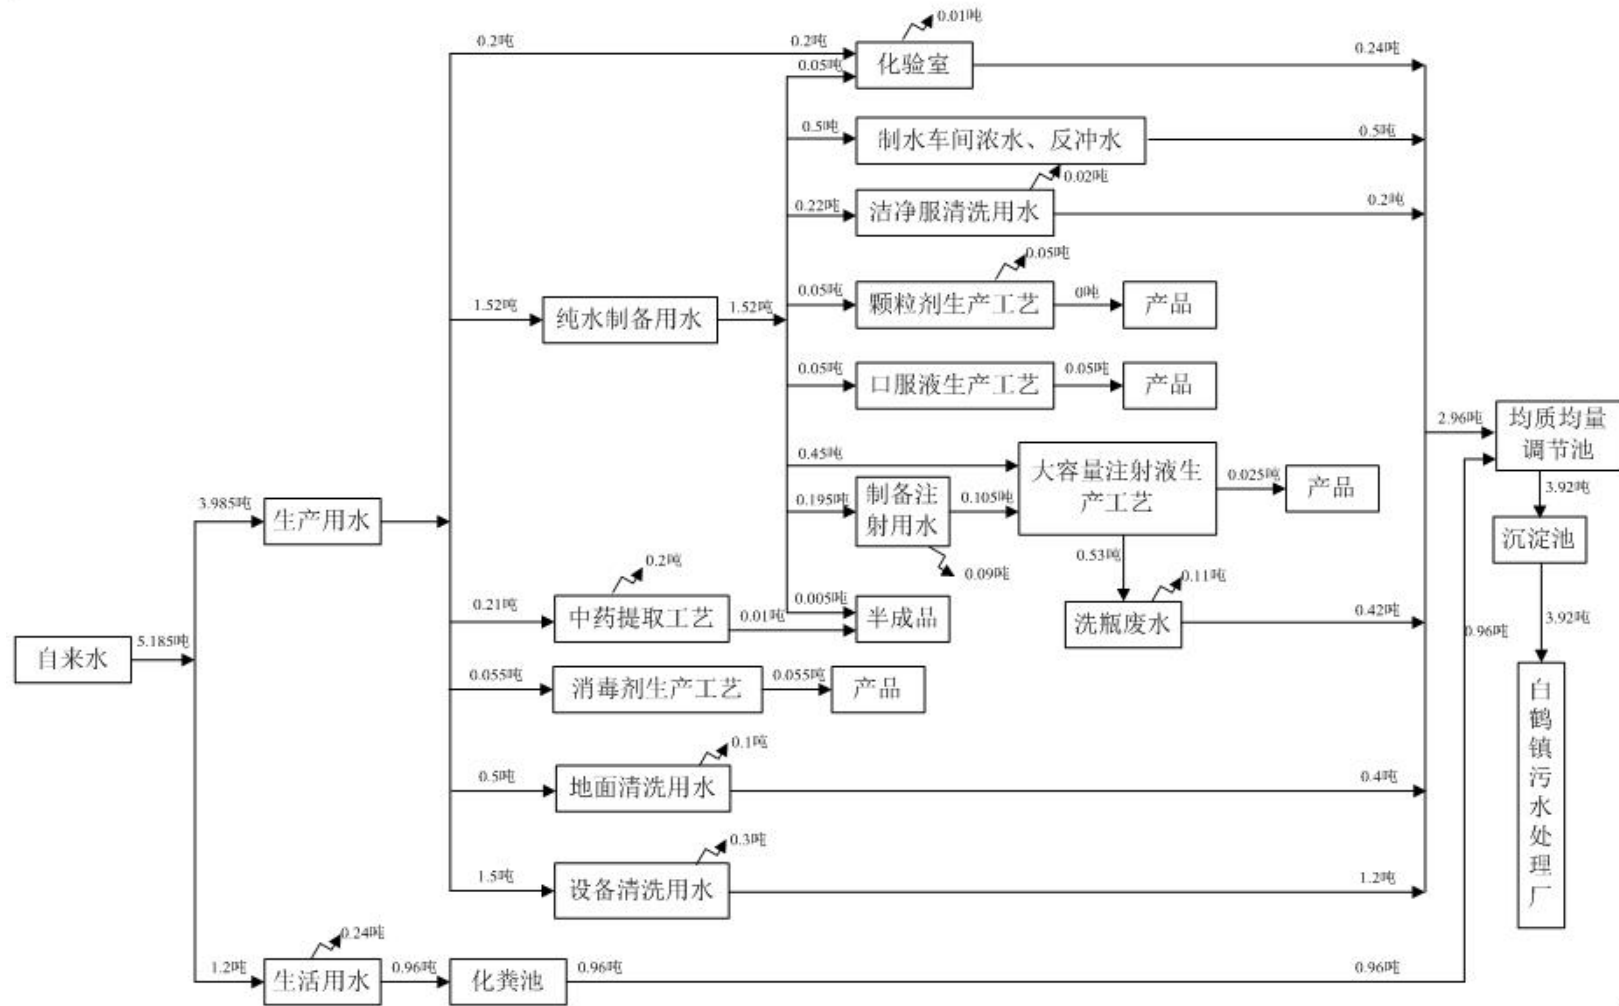 0.01吨
0.2吨
0.2吨
化验室
0.24吨
0.05吨
0.5吨
制水车间浓水、反冲水
0.5吨
0.02吨
0.22吨
洁净服清洗用水
0.2吨
0.05吨
1.52吨
纯水制备用水
1.52吨
0.05吨
颗粒剂生产工艺
0吨
产品
0.05吨
口服液生产工艺
0.05吨
产品
2.96吨
均质均量
调节池
0.45吨
大容量注射液生
产工艺
0.025吨
产品
3.985吨
生产用水
0.195吨
制备注
射用水
0.105吨
3.92吨
沉淀池
0.09吨
0.53吨
0.2吨
0.11吨
0.21吨
中药提取工艺
0.01吨
0.005吨
半成品
洗瓶废水
0.42吨
0.96吨
3.92吨
自来水
5.185吨
0.055吨
消毒剂生产工艺
0.055吨
产品
白
鹤
镇
污
水
处
理
厂
0.1吨
0.5吨
地面清洗用水
0.4吨
0.3吨
1.5吨
设备清洗用水
1.2吨
0.24吨
1.2吨
生活用水
0.96吨
化粪池
0.96吨
0.96吨